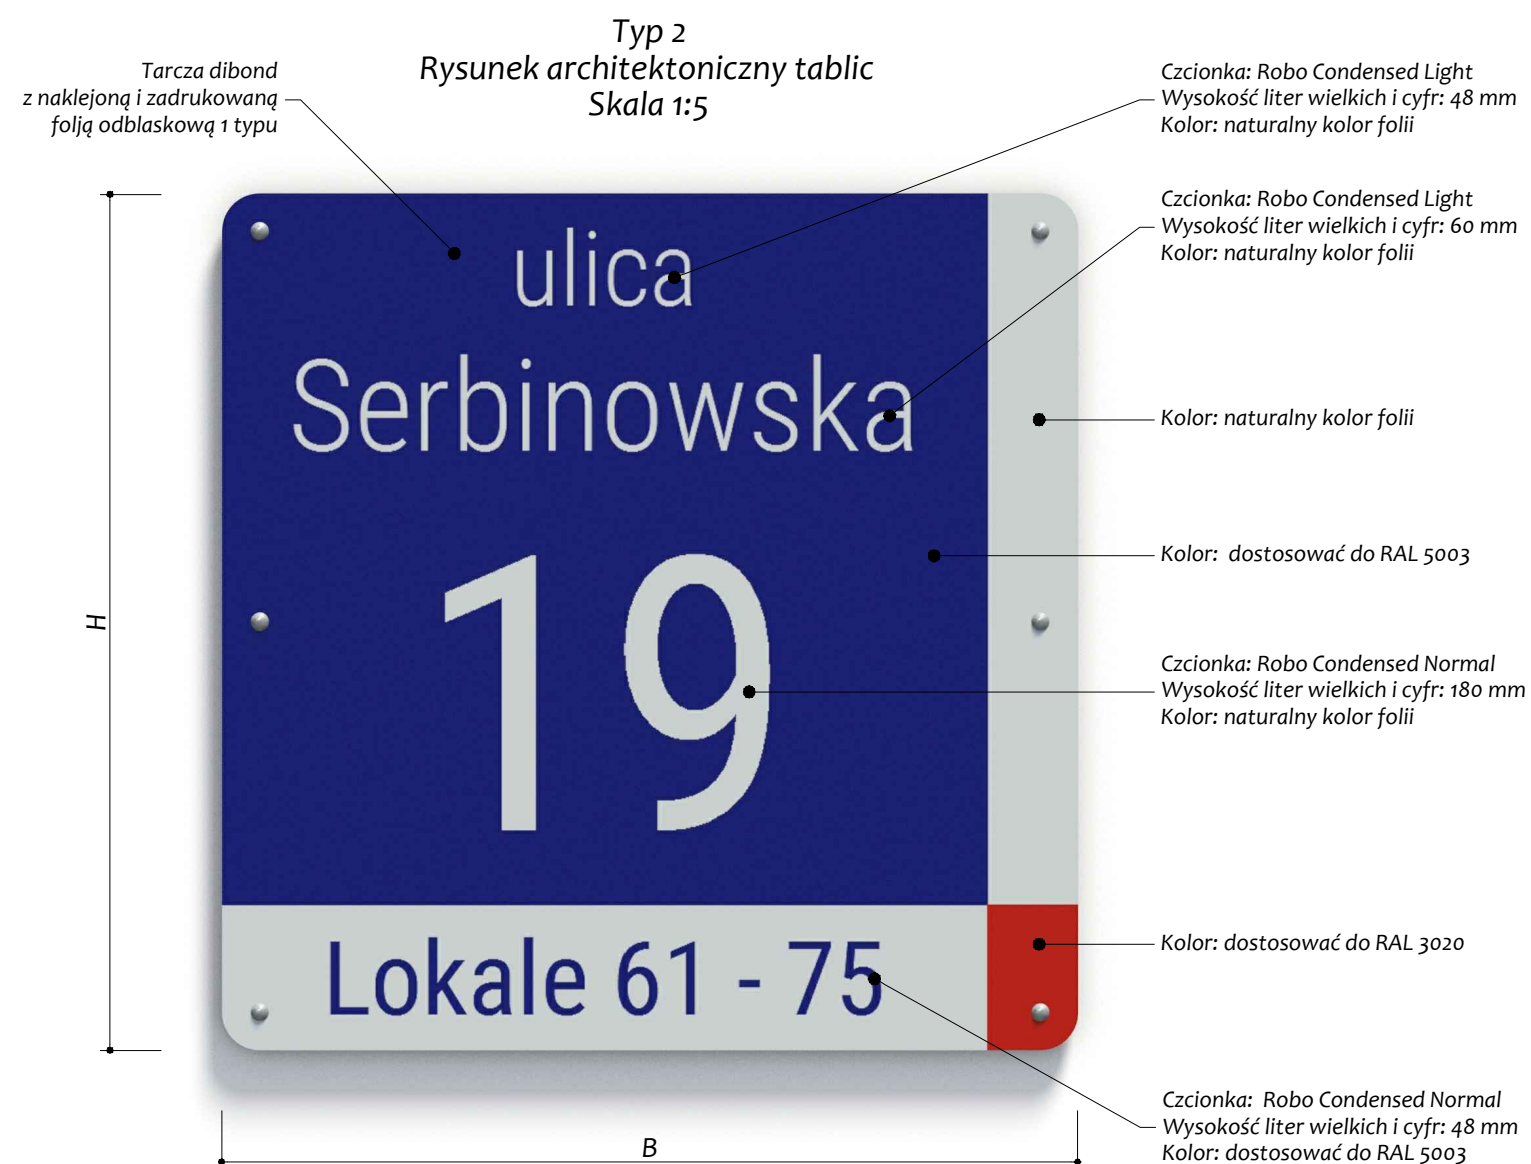 Typ 2
Rysunek architektoniczny tablic
Skala 1:5
Tarcza dibond
z naklejoną i zadrukowaną
folją odblaskową 1 typu
Czcionka: Robo Condensed Light
Wysokość liter wielkich i cyfr: 48 mm
Kolor: naturalny kolor folii
Czcionka: Robo Condensed Light
Wysokość liter wielkich i cyfr: 60 mm
Kolor: naturalny kolor folii
ulica
Serbinowska
19
Lokale 61 - 75
Kolor: naturalny kolor folii
Kolor: dostosować do RAL 5003
Czcionka: Robo Condensed Normal
Wysokość liter wielkich i cyfr: 180 mm
Kolor: naturalny kolor folii
Kolor: dostosować do RAL 3020
Czcionka: Robo Condensed Normal
Wysokość liter wielkich i cyfr: 48 mm
Kolor: dostosować do RAL 5003
H
B